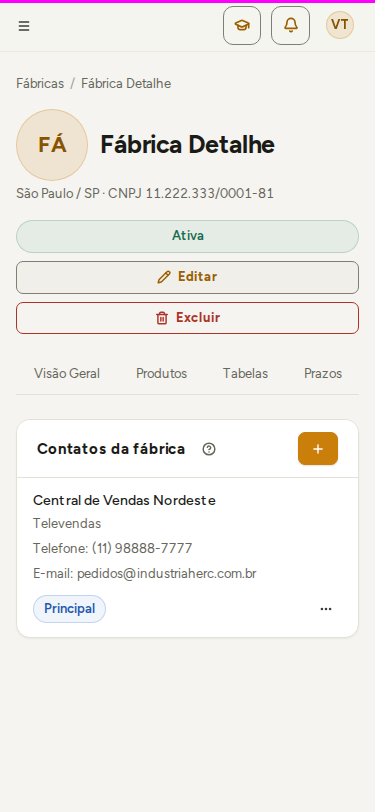 VT
Fábricas / Fábrica Detalhe
FÁ
Fábrica Detalhe
São Paulo / SP · CNPJ 11.222.333/0001-81
Ativa
Editar
Excluir
Visão Geral Produtos Tabelas Prazos
Contatos da fábrica
Central de Vendas Nordeste
Televendas
Telefone: (11) 98888-7777
E-mail: pedidos@industriaherc.com.br
Principal